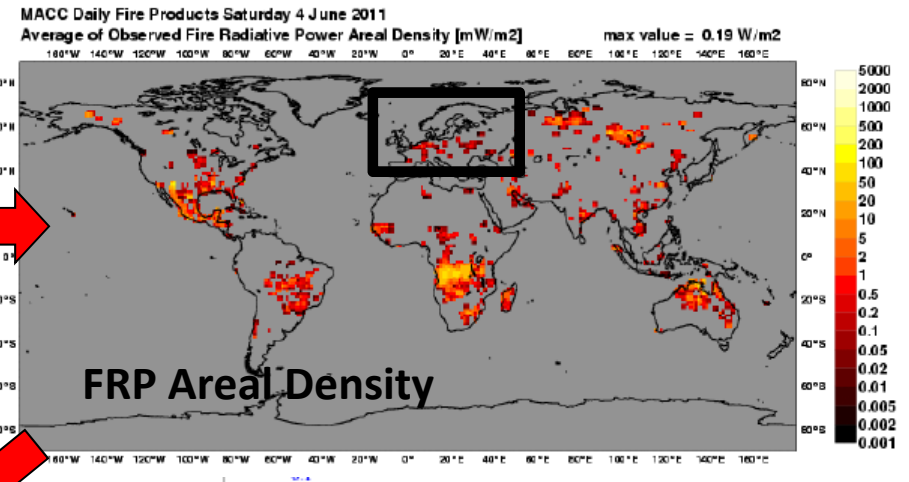 MACC Daily Fire Products Saturday 4 June 2011
Average of Observed Fire Radiative Power Areal Density [mW/m2] max value = 0.19 W/m2
160°W 140°W 120°W 100°W 80°W 60°W 40°W 20°W 0° 20°E 40°E 60°E 80°E 100°E 120°E 140°E 160°E
80°N
60°N
40°N
20°N
0°
20°S
40°S
60°S
80°S
5000
2000
1000
500
200
100
50
20
10
5
2
1
0.5
0.2
0.1
0.05
0.02
0.01
0.005
0.002
0.001
FRP Areal Density
160°W 140°W 120°W 100°W 80°W 60°W 40°W 20°W 0° 20°E 40°E 60°E 80°E 100°E 120°E 140°E 160°E